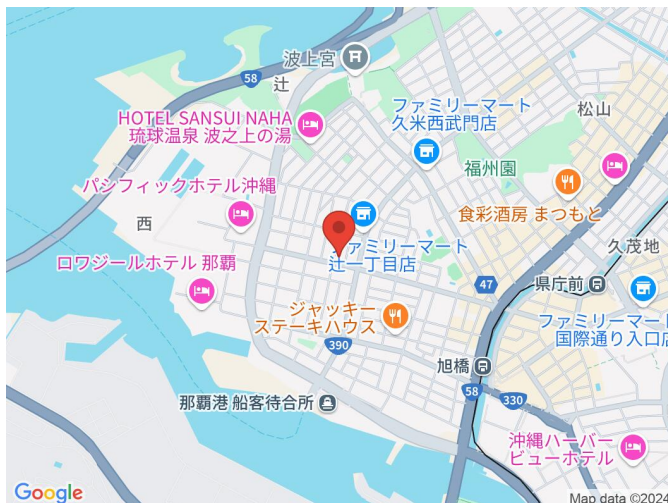 波上宮
58
辻
HOTEL SANSUI NAHA
琉球温泉 波之上の湯
ファミリーマート
久米西武門店
松山
福州園
パシフィックホテル沖縄
食彩酒房 まつもと
西
ファミリーマート
辻一丁目店
久茂地
ロワジールホテル 那覇
47
県庁前
ジャッキー
ステーキハウス
ファミリーマート
国際通り入口店
390
旭橋
58
330
那覇港 船客待合所
沖縄ハーバー
ビューホテル
Google
Map data ©2024